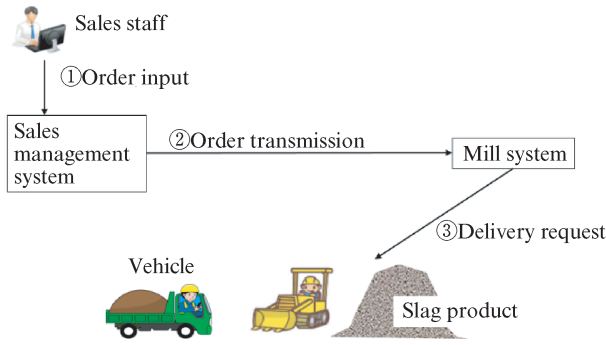 Sales staff
①Order input
Sales
management
system
②Order transmission
Mill system
③Delivery request
Vehicle
Slag product